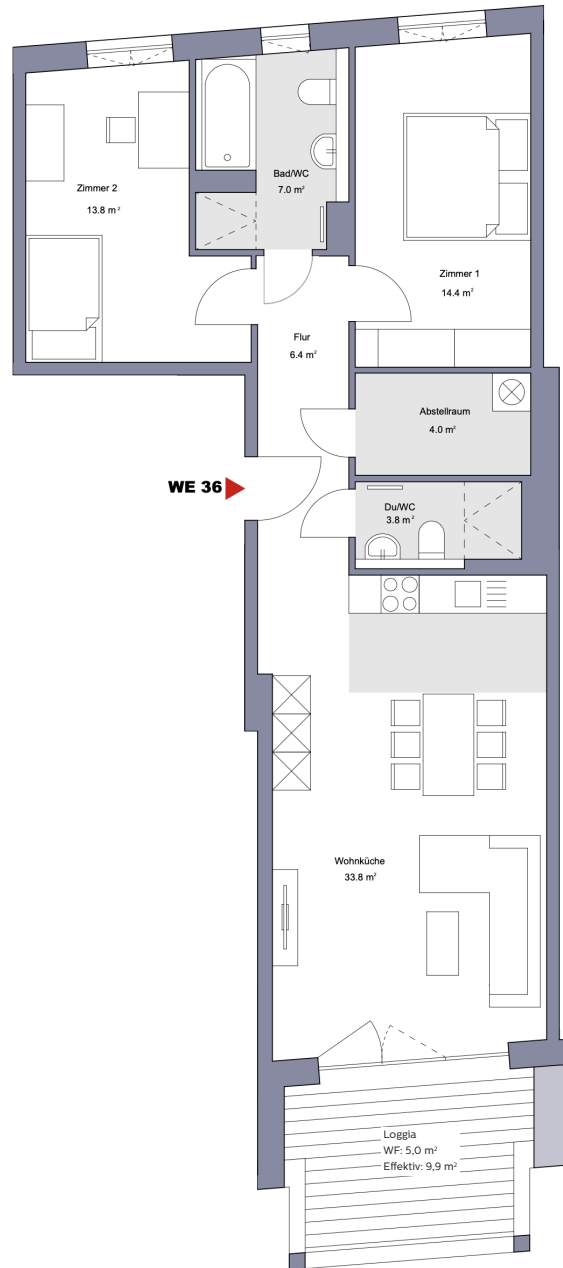 Zimmer 2
13.8 m²
Bad/WC
7.0 m²
Zimmer 1
14.4 m²
Flur
6.4 m²
Abstellraum
4.0 m²
WE 36
Du/WC
3.8 m²
Wohnküche
33.8 m²
Loggia
WF: 5,0 m²
Effektiv: 9,9 m²